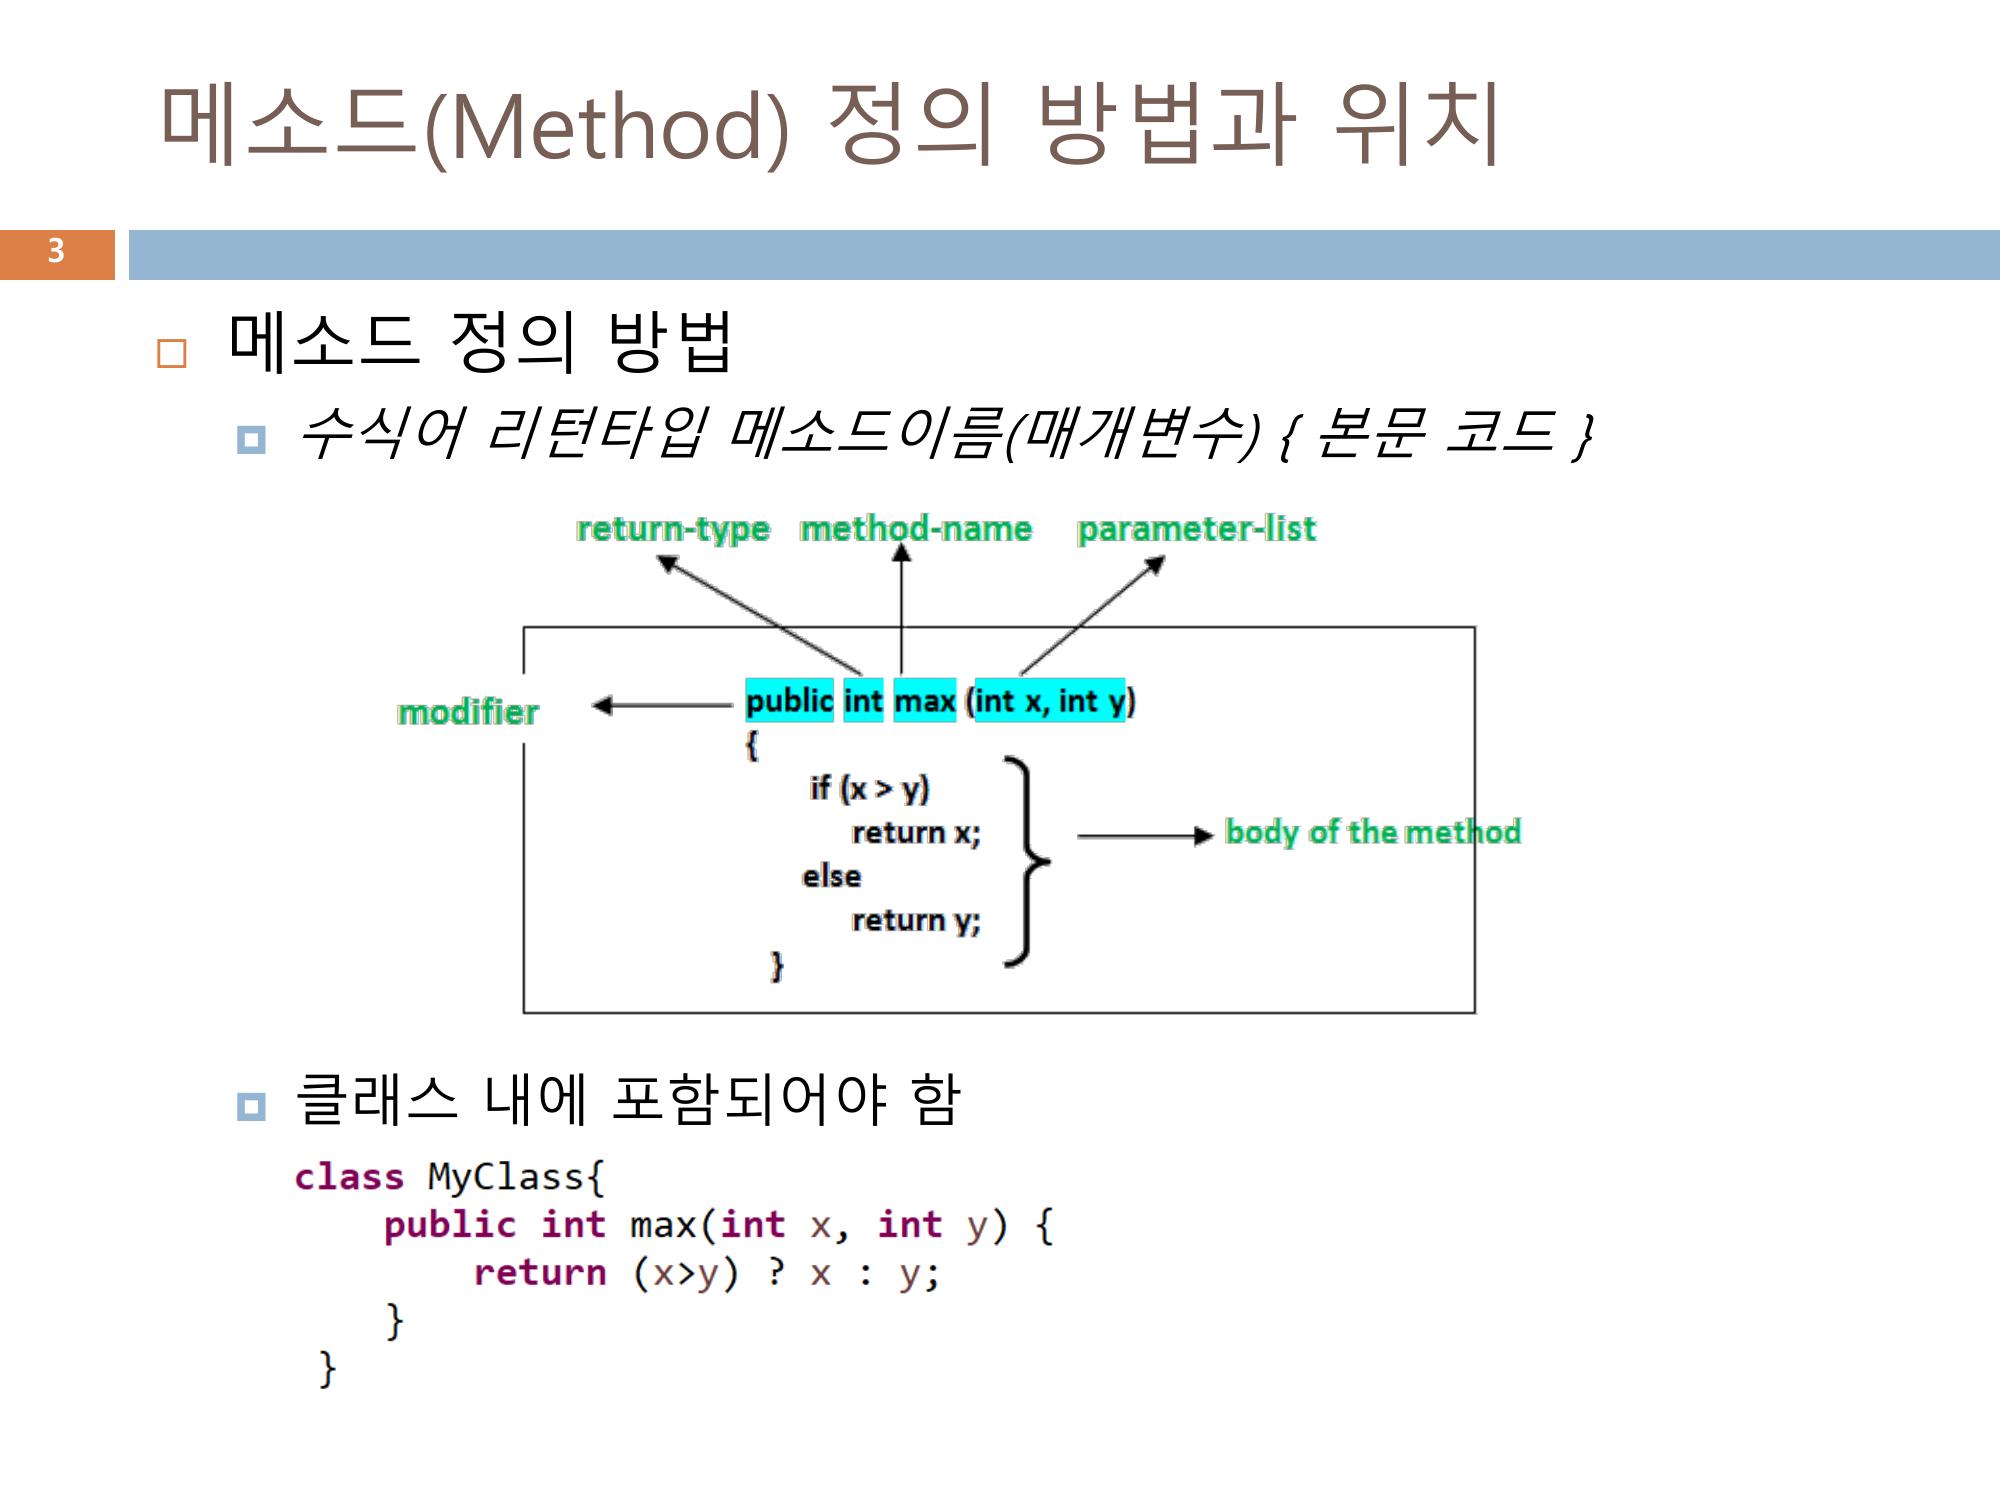 메소드(Method) 정의 방법과 위치
3
메소드 정의 방법
수식어 리턴타입 메소드이름(매개변수) { 본문 코드 }
return-type method-name parameter-list
modifier
public int max (int x, int y)
{
if (x > y)
return x;
else
return y;
}
body of the method
클래스 내에 포함되어야 함
class MyClass{
public int max(int x, int y) {
return (x>y) ? x : y;
}
}